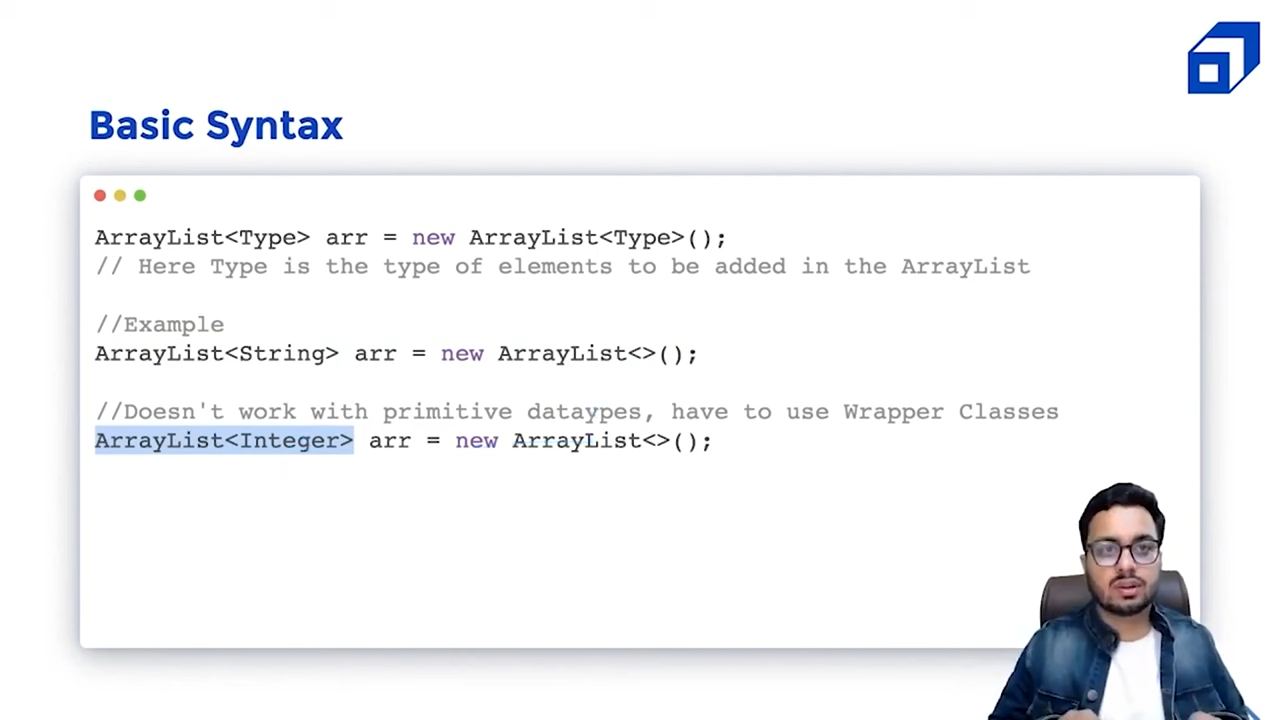 Basic Syntax
ArrayList<Type> arr = new ArrayList<Type>();
// Here Type is the type of elements to be added in the ArrayList
//Example
ArrayList<String> arr = new ArrayList<>();
//Doesn't work with primitive dataypes, have to use Wrapper Classes
ArrayList<Integer> arr = new ArrayList<>();